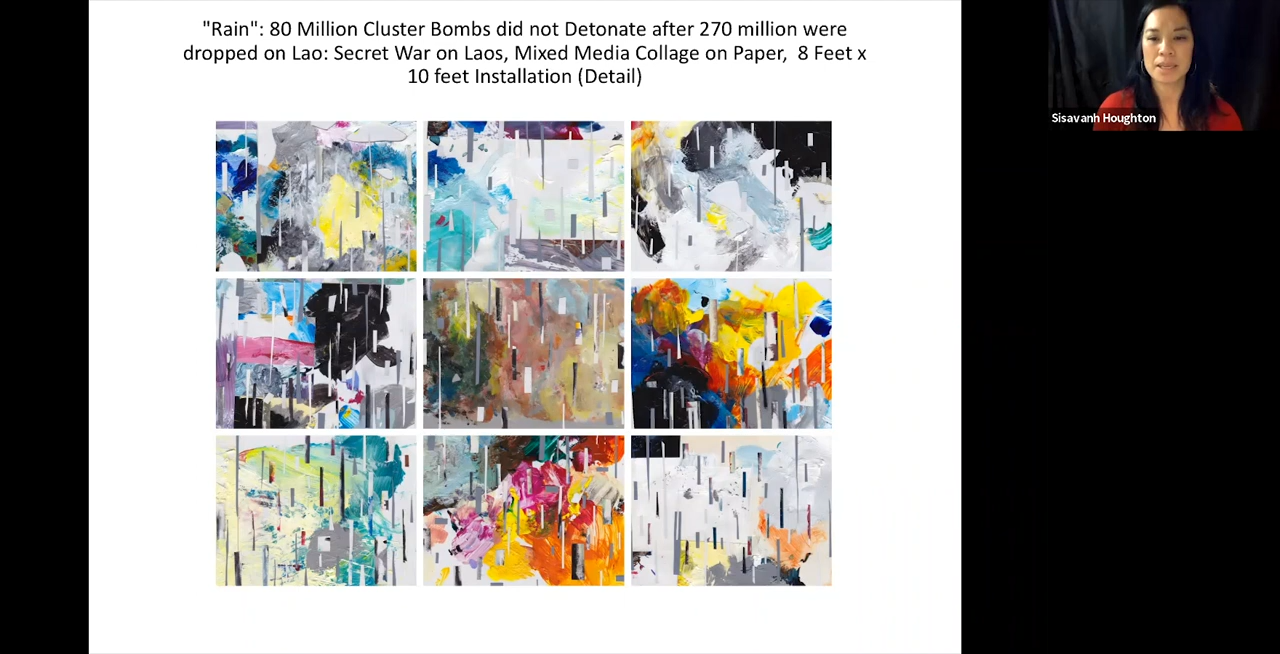 "Rain": 80 Million Cluster Bombs did not Detonate after 270 million were
dropped on Lao: Secret War on Laos, Mixed Media Collage on Paper,  8 Feet x
10 feet Installation (Detail)
Sisavanh Houghton